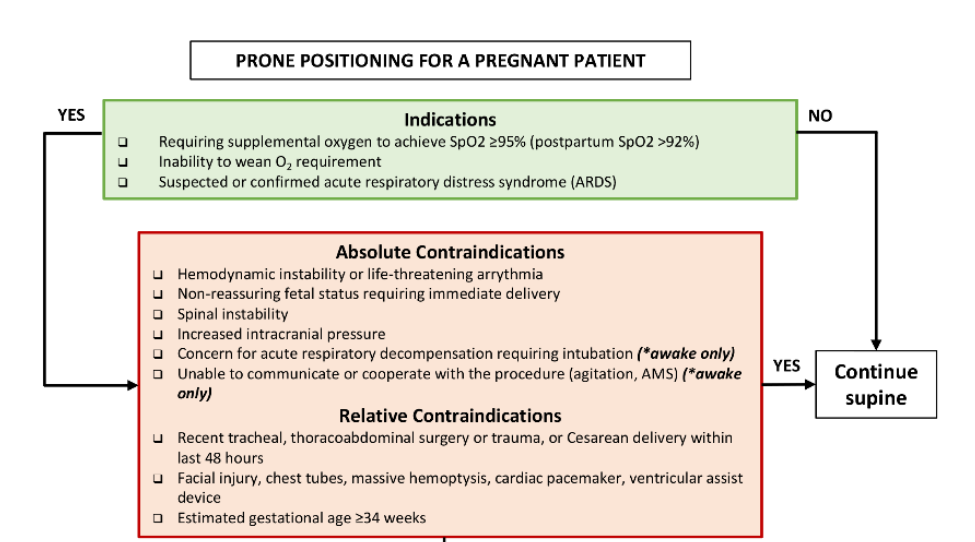 PRONE POSITIONING FOR A PREGNANT PATIENT
YES
NO
Indications
❑ Requiring supplemental oxygen to achieve SpO2 ≥95% (postpartum SpO2 >92%)
❑ Inability to wean O₂ requirement
❑ Suspected or confirmed acute respiratory distress syndrome (ARDS)
Absolute Contraindications
❑ Hemodynamic instability or life-threatening arrythmia
❑ Non-reassuring fetal status requiring immediate delivery
❑ Spinal instability
❑ Increased intracranial pressure
❑ Concern for acute respiratory decompensation requiring intubation (*awake only)
❑ Unable to communicate or cooperate with the procedure (agitation, AMS) (*awake
only)
Relative Contraindications
❑ Recent tracheal, thoracoabdominal surgery or trauma, or Cesarean delivery within
last 48 hours
❑ Facial injury, chest tubes, massive hemoptysis, cardiac pacemaker, ventricular assist
device
❑ Estimated gestational age ≥34 weeks
YES
Continue
supine